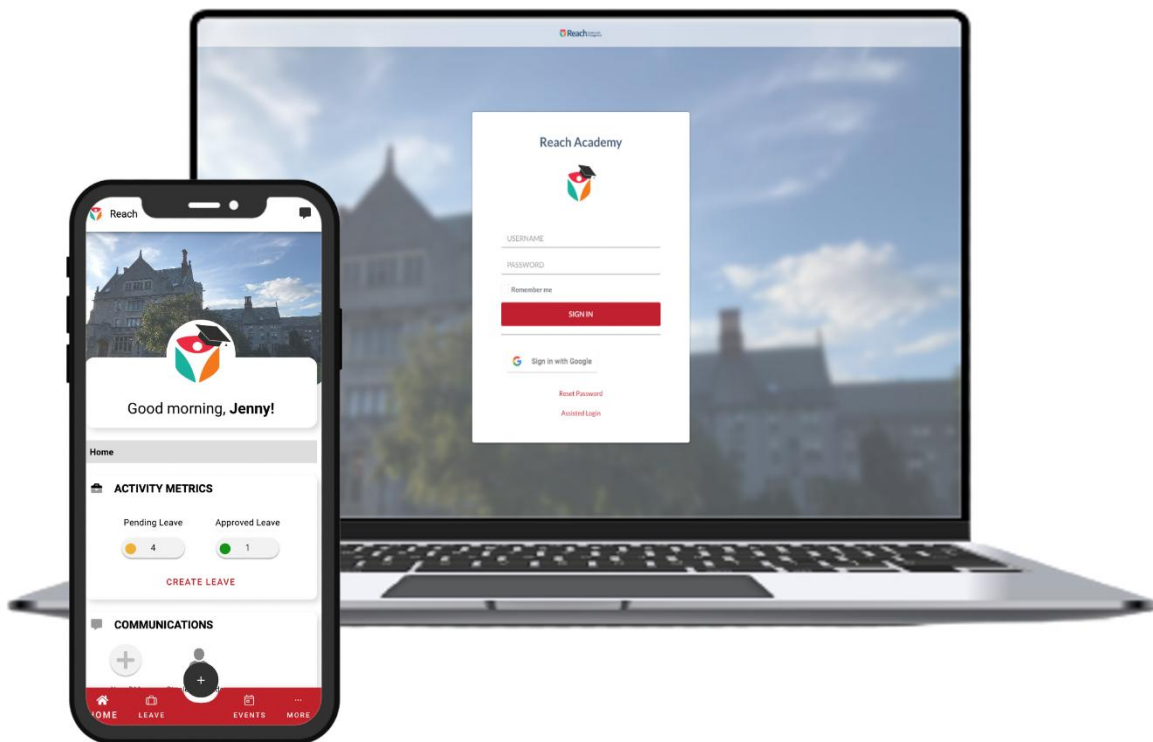 Reach
Reach Academy
USERNAME
PASSWORD
Remember me
SIGN IN
Sign in with Google
Reset Password
Assisted Login
Reach
Good morning, Jenny!
Home
ACTIVITY METRICS
Pending Leave Approved Leave
4 1
CREATE LEAVE
COMMUNICATIONS
+
+
HOME LEAVE EVENTS MORE